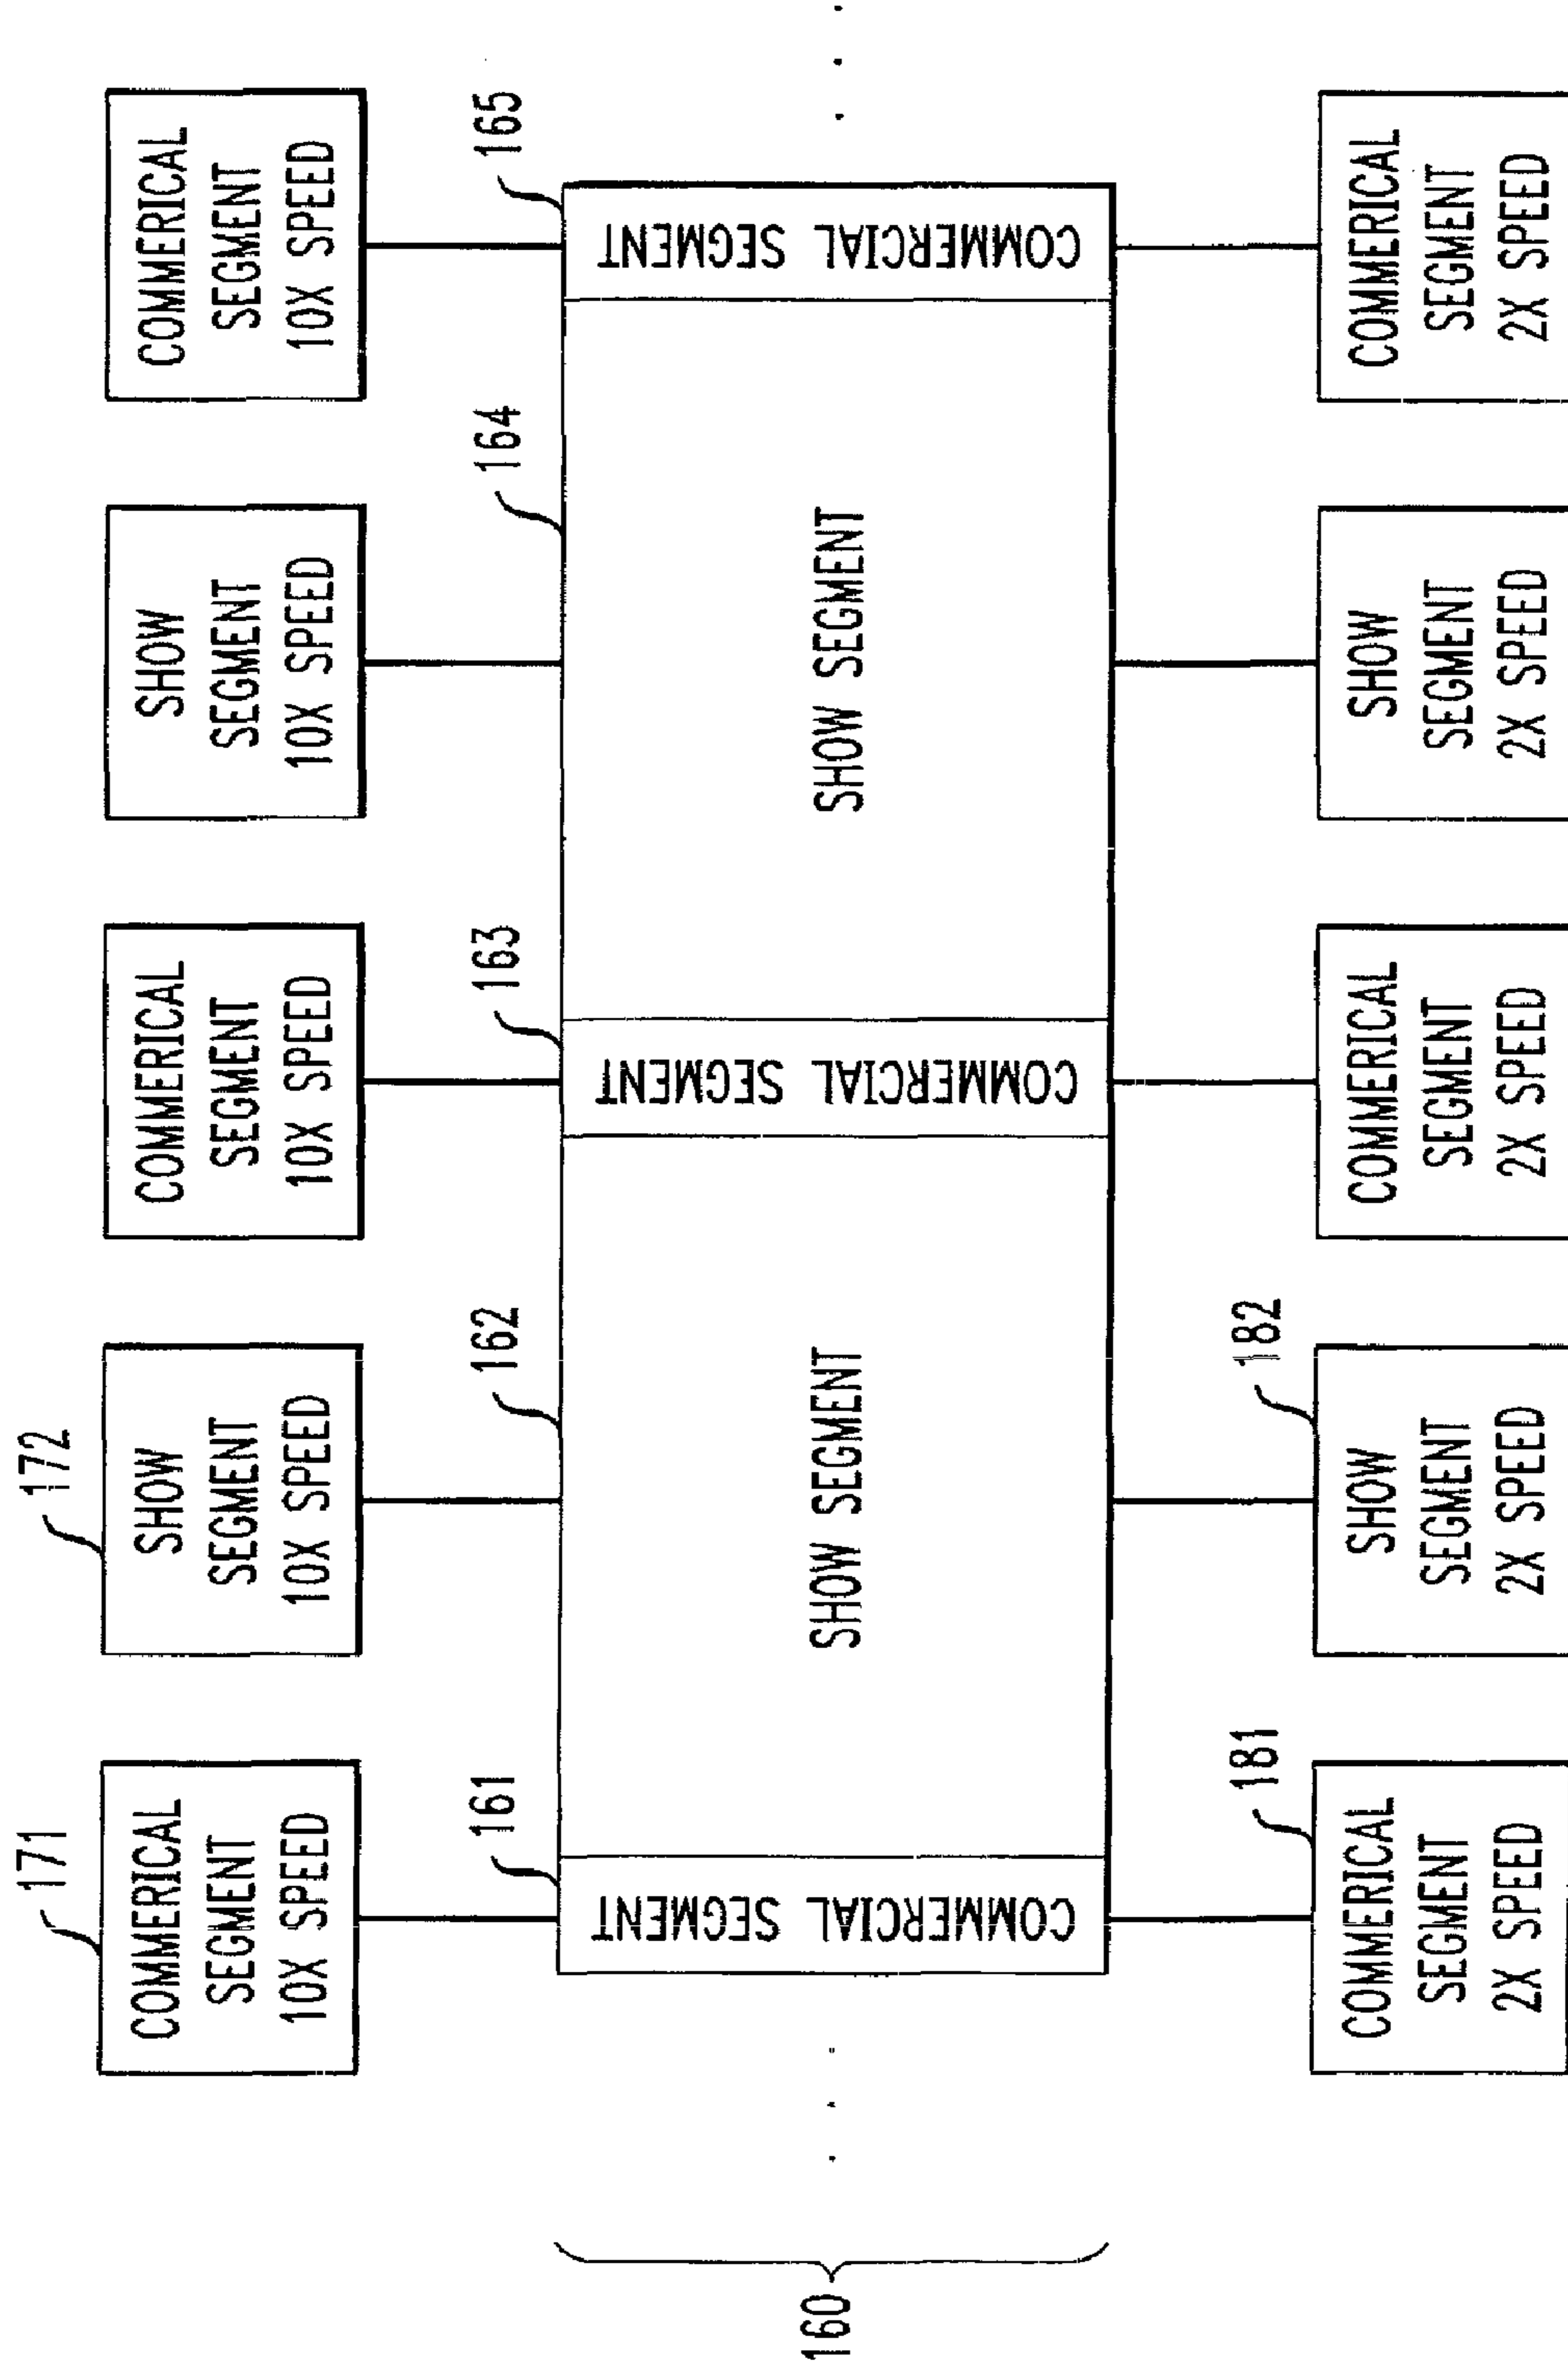 171
172
COMMERICAL
SEGMENT
10X SPEED
SHOW
SEGMENT
10X SPEED
COMMERICAL
SEGMENT
10X SPEED
SHOW
SEGMENT
10X SPEED
COMMERICAL
SEGMENT
10X SPEED
161
162
163
164
165
160
COMMERCIAL SEGMENT
SHOW SEGMENT
COMMERCIAL SEGMENT
SHOW SEGMENT
COMMERCIAL SEGMENT
181
182
COMMERICAL
SEGMENT
2X SPEED
SHOW
SEGMENT
2X SPEED
COMMERICAL
SEGMENT
2X SPEED
SHOW
SEGMENT
2X SPEED
COMMERICAL
SEGMENT
2X SPEED